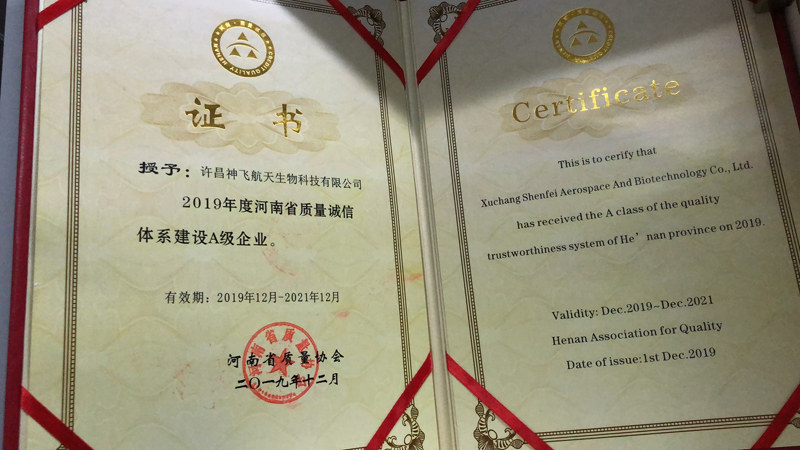 证 书
授予：许昌神飞航天生物科技有限公司
2019年度河南省质量诚信
体系建设A级企业。
有效期：2019年12月-2021年12月
河南省质量协会
二〇一九年十二月
Certificate
This is to certify that
Xuchang Shenfei Aerospace And Biotechnology Co., Ltd.
has received the A class of the quality
trustworthiness system of He’nan province on 2019.
Validity: Dec.2019-Dec.2021
Henan Association for Quality
Date of issue:1st Dec.2019